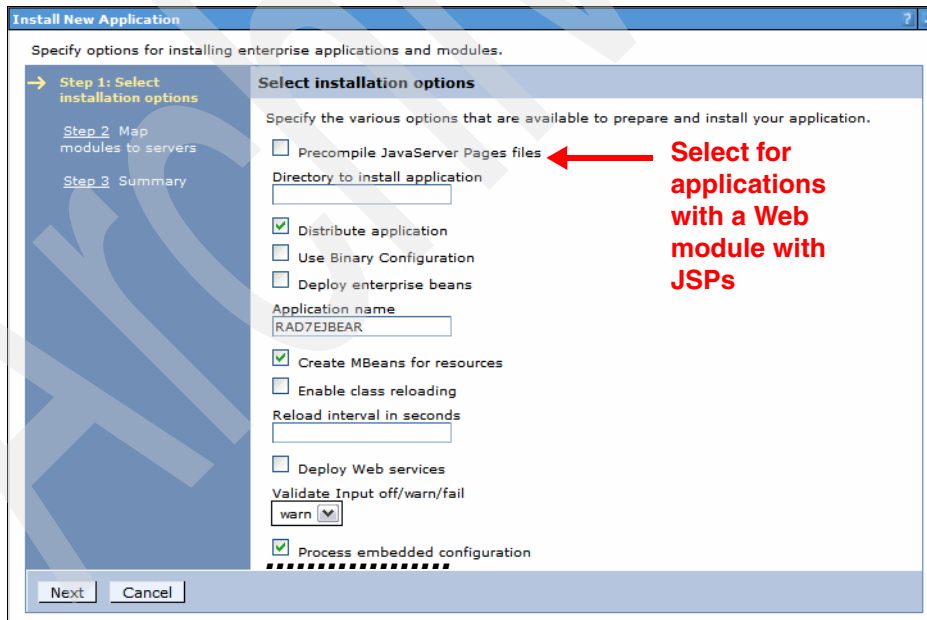 Install New Application
?
Specify options for installing enterprise applications and modules.
Step 1: Select
installation options
Step 2 Map
modules to servers
Step 3 Summary
Select installation options
Specify the various options that are available to prepare and install your application.
Precompile JavaServer Pages files
Directory to install application
Distribute application
Use Binary Configuration
Deploy enterprise beans
Application name
RAD7EJBEAR
Create MBeans for resources
Enable class reloading
Reload interval in seconds
Deploy Web services
Validate Input off/warn/fail
warn
Process embedded configuration
Select for
applications
with a Web
module with
JSPs
Next
Cancel